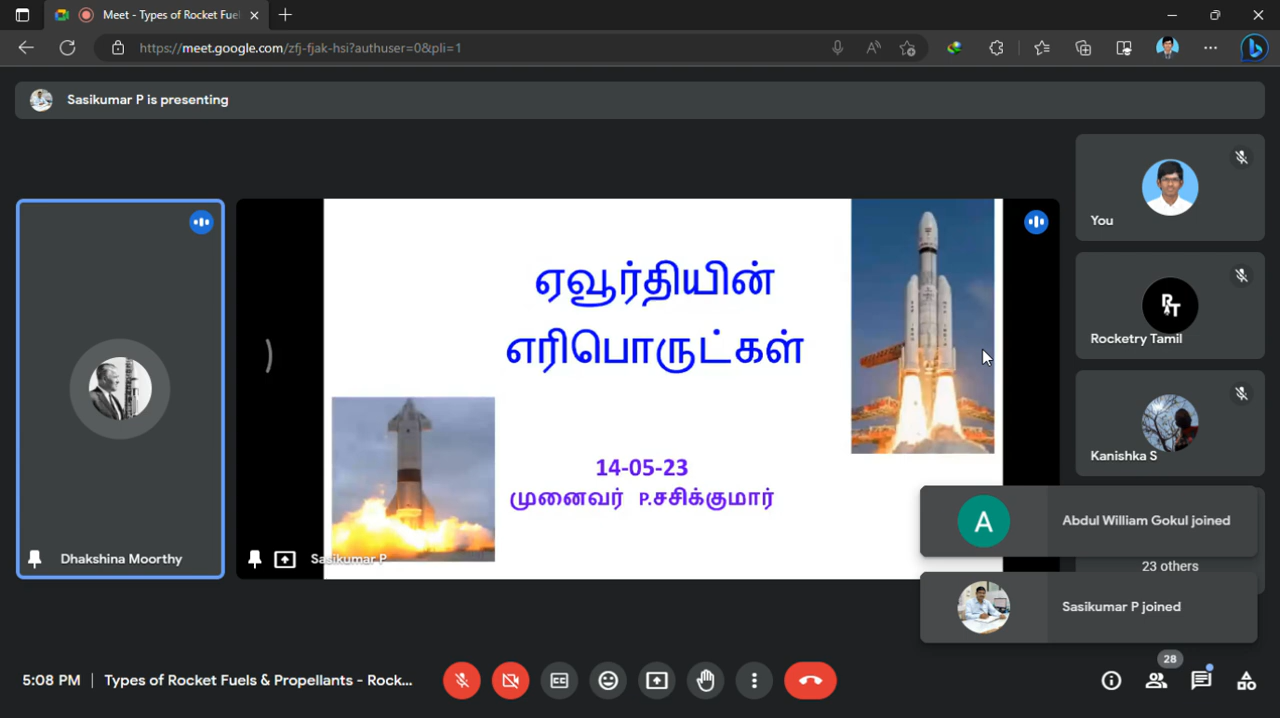 Meet - Types of Rocket Fuel
https://meet.google.com/zfj-fjak-hsi?authuser=0&pli=1
Sasikumar P is presenting
ஏவூர்தியின்
எரிபொருட்கள்
14-05-23
முனைவர் P.சசிக்குமார்
Dhakshina Moorthy
Sasikumar P
You
Rocketry Tamil
RT
Kanishka S
A
Abdul William Gokul joined
23 others
Sasikumar P joined
5:08 PM | Types of Rocket Fuels & Propellants - Rock...
CC
28